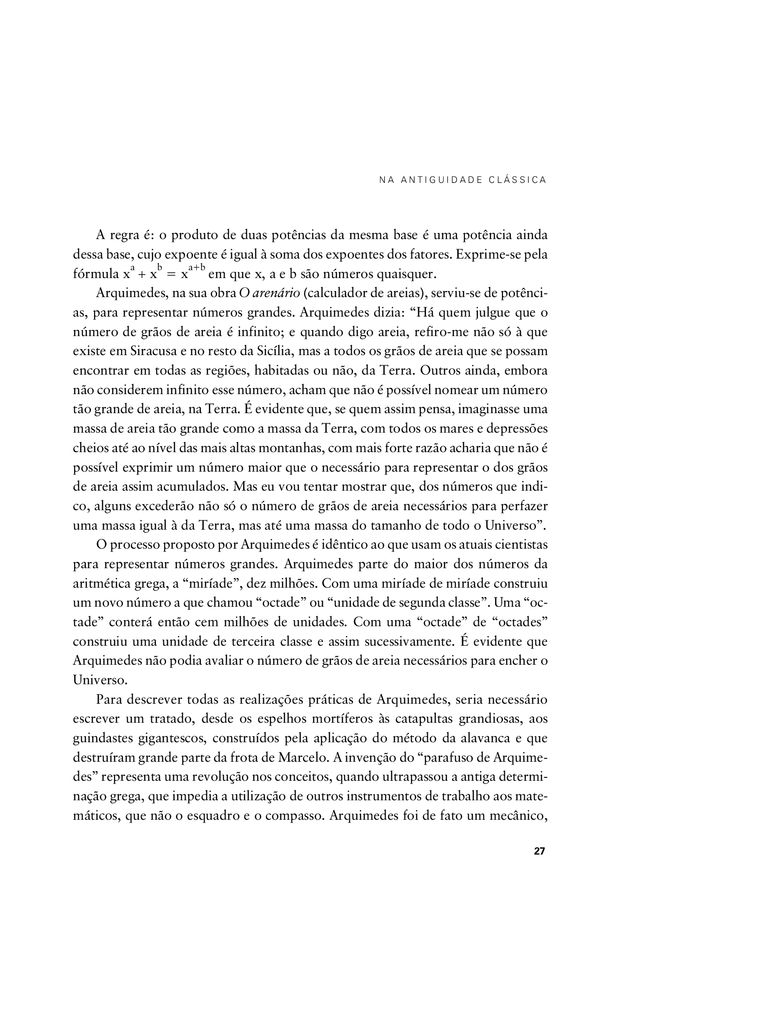 NA ANTIGUIDADE CLÁSSICA
A regra é: o produto de duas potências da mesma base é uma potência ainda
dessa base, cujo expoente é igual à soma dos expoentes dos fatores. Exprime-se pela
fórmula xᵃ + xᵇ = xᵃ⁺ᵇ em que x, a e b são números quaisquer.
Arquimedes, na sua obra O arenário (calculador de areias), serviu-se de potênci-
as, para representar números grandes. Arquimedes dizia: “Há quem julgue que o
número de grãos de areia é infinito; e quando digo areia, refiro-me não só à que
existe em Siracusa e no resto da Sicília, mas a todos os grãos de areia que se possam
encontrar em todas as regiões, habitadas ou não, da Terra. Outros ainda, embora
não considerem infinito esse número, acham que não é possível nomear um número
tão grande de areia, na Terra. É evidente que, se quem assim pensa, imaginasse uma
massa de areia tão grande como a massa da Terra, com todos os mares e depressões
cheios até ao nível das mais altas montanhas, com mais forte razão acharia que não é
possível exprimir um número maior que o necessário para representar o dos grãos
de areia assim acumulados. Mas eu vou tentar mostrar que, dos números que indi-
co, alguns excederão não só o número de grãos de areia necessários para perfazer
uma massa igual à da Terra, mas até uma massa do tamanho de todo o Universo”.
O processo proposto por Arquimedes é idêntico ao que usam os atuais cientistas
para representar números grandes. Arquimedes parte do maior dos números da
aritmética grega, a “miríade”, dez milhões. Com uma miríade de miríade construiu
um novo número a que chamou “octade” ou “unidade de segunda classe”. Uma “oc-
tade” conterá então cem milhões de unidades. Com uma “octade” de “octades”
construiu uma unidade de terceira classe e assim sucessivamente. É evidente que
Arquimedes não podia avaliar o número de grãos de areia necessários para encher o
Universo.
Para descrever todas as realizações práticas de Arquimedes, seria necessário
escrever um tratado, desde os espelhos mortíferos às catapultas grandiosas, aos
guindastes gigantescos, construídos pela aplicação do método da alavanca e que
destruíram grande parte da frota de Marcelo. A invenção do “parafuso de Arquime-
des” representa uma revolução nos conceitos, quando ultrapassou a antiga determi-
nação grega, que impedia a utilização de outros instrumentos de trabalho aos mate-
máticos, que não o esquadro e o compasso. Arquimedes foi de fato um mecânico,
27